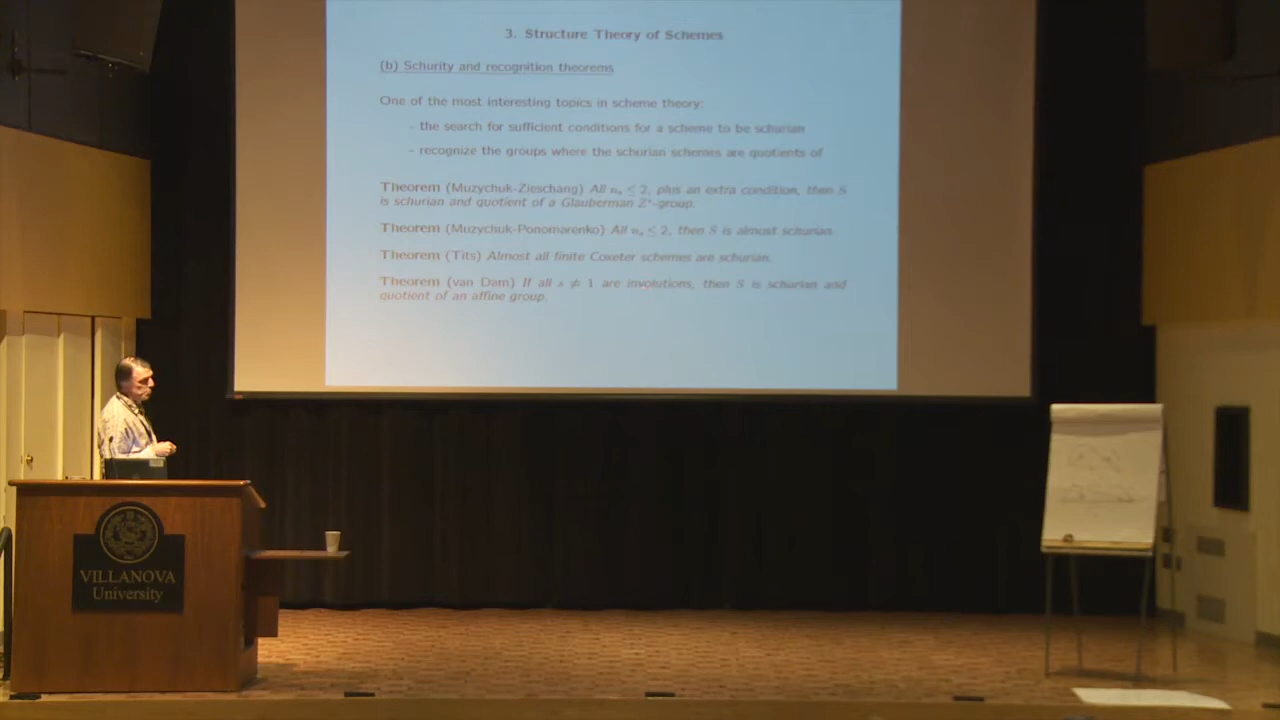 3. Structure Theory of Schemes
(b) Schurity and recognition theorems
One of the most interesting topics in scheme theory:
- the search for sufficient conditions for a scheme to be schurian
- recognize the groups where the schurian schemes are quotients of
Theorem (Muzychuk-Zieschang) All nₛ ≤ 2, plus an extra condition, then S
is schurian and quotient of a Glauberman Z*-group.
Theorem (Muzychuk-Ponomarenko) All nₛ ≤ 2, then S is almost schurian.
Theorem (Tits) Almost all finite Coxeter schemes are schurian.
Theorem (van Dam) If all s ≠ 1 are involutions, then S is schurian and
quotient of an affine group.
VILLANOVA
University